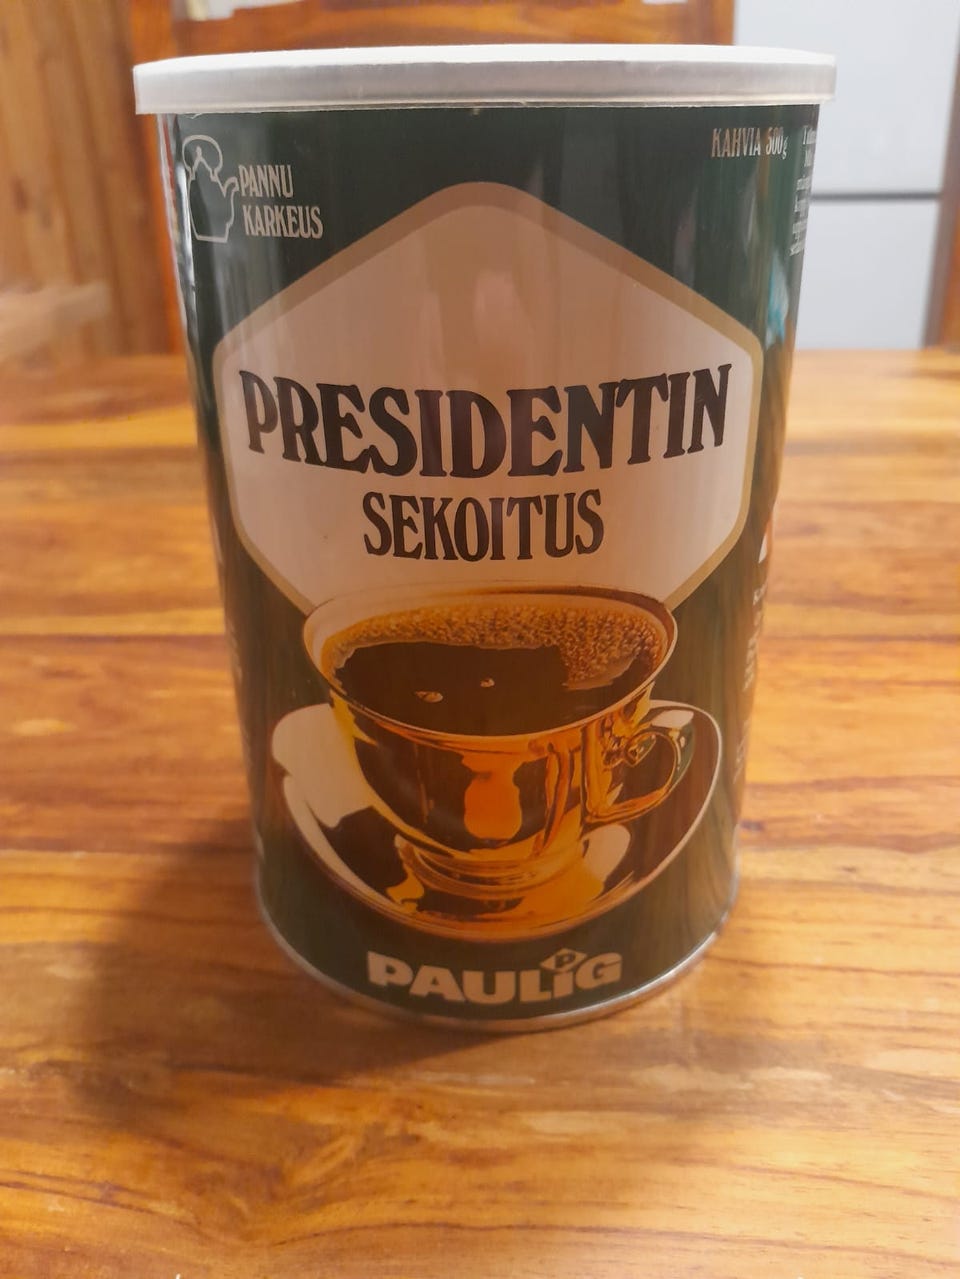 PANNU
KARKEUS
KAHVIA 500g
PRESIDENTIN
SEKOITUS
PAULIG